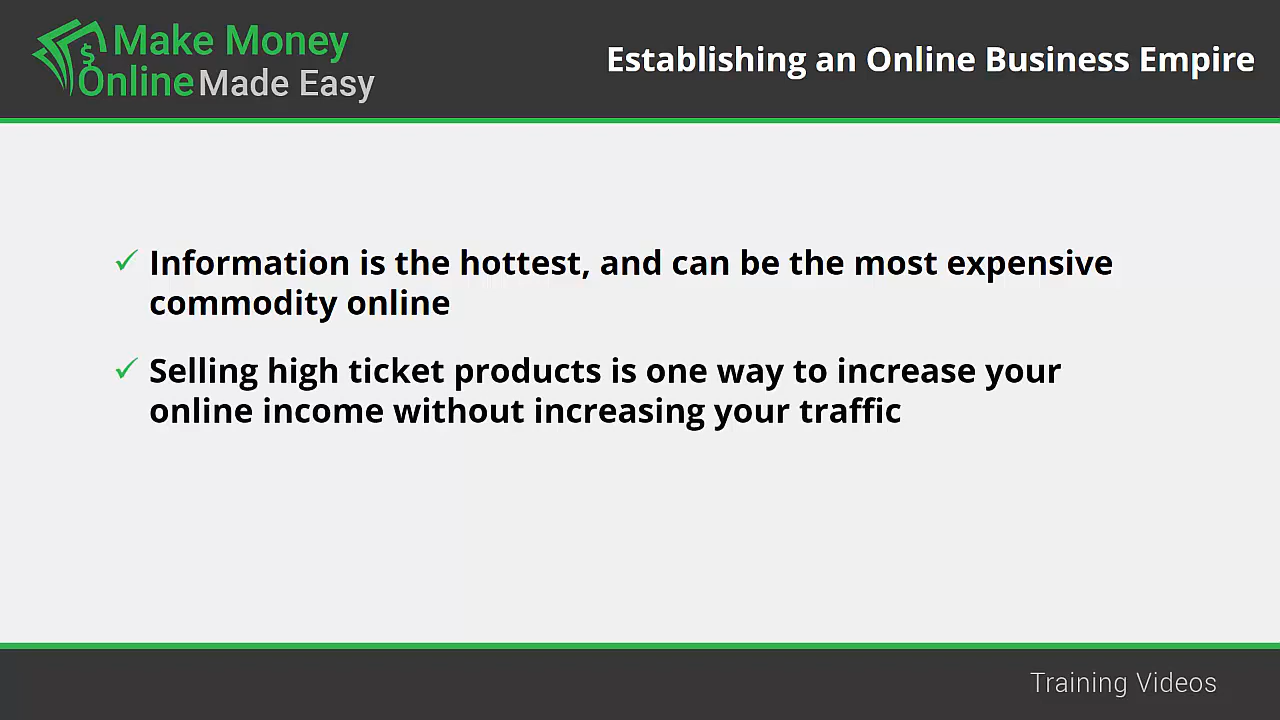 Make Money
Online Made Easy
Establishing an Online Business Empire
✓ Information is the hottest, and can be the most expensive
commodity online
✓ Selling high ticket products is one way to increase your
online income without increasing your traffic
Training Videos